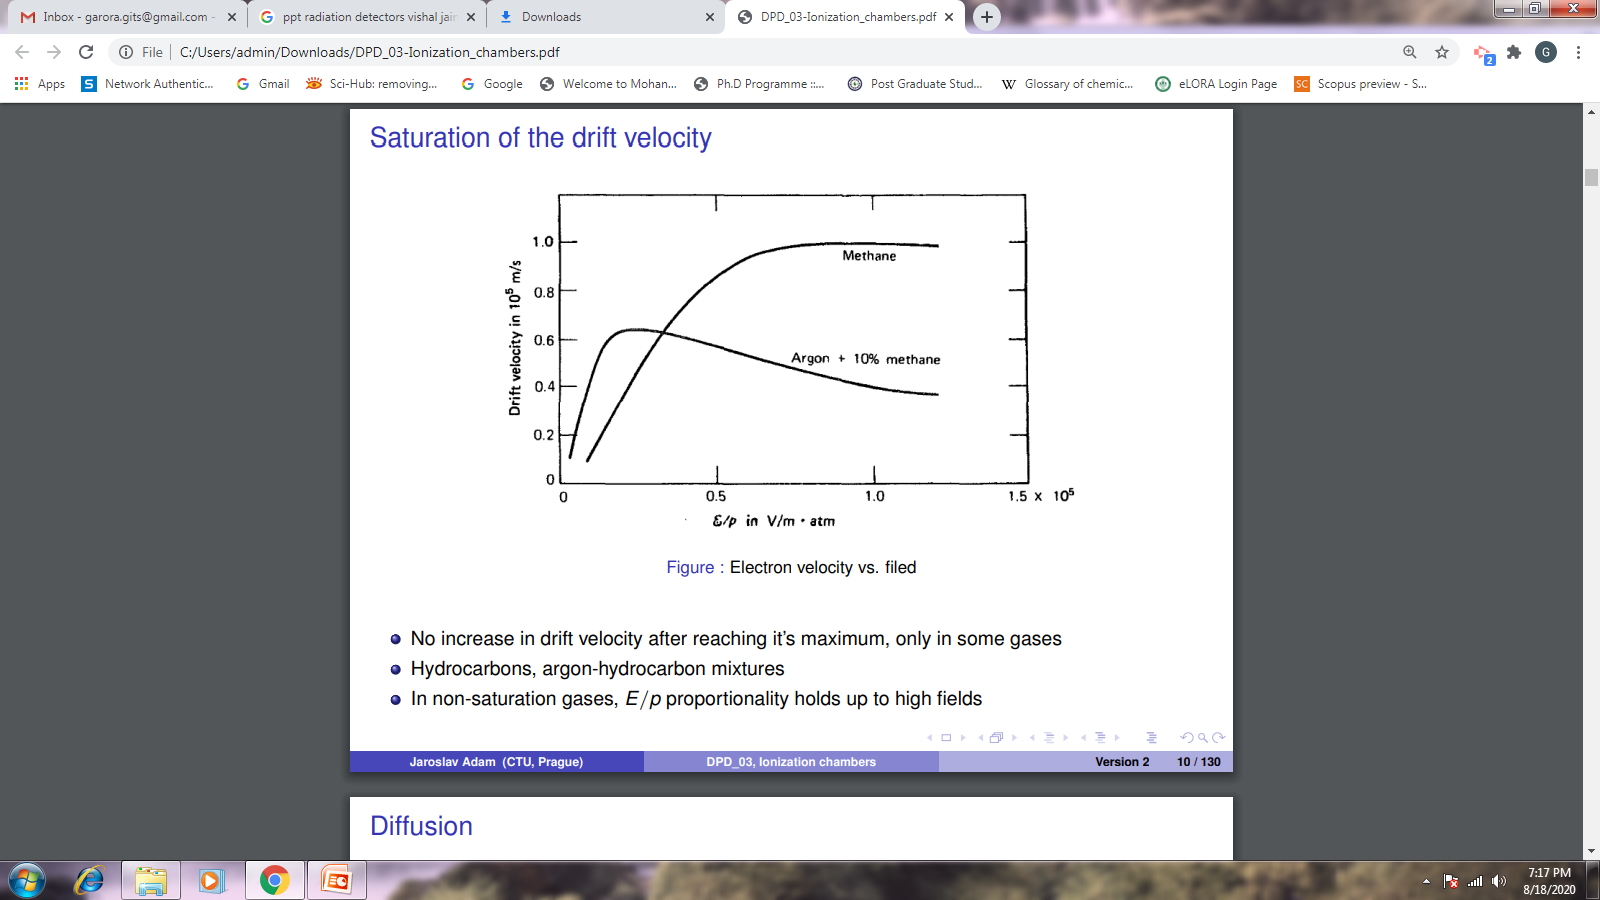 Inbox - garora.gits@gmail.com -
ppt radiation detectors vishal jain
Downloads
DPD_03-Ionization_chambers.pdf
File
C:/Users/admin/Downloads/DPD_03-Ionization_chambers.pdf
2
G
Apps
S
Network Authentic...
Gmail
Sci-Hub: removing...
Google
Welcome to Mohan...
Ph.D Programme ::...
Post Graduate Stud...
W
Glossary of chemic...
eLORA Login Page
SC
Scopus preview - S...
Saturation of the drift velocity
Drift velocity in 10⁵ m/s
1.0
0.8
0.6
0.4
0.2
0
Methane
Argon + 10% methane
0
0.5
1.0
1.5 x 10⁵
ℰ/p in V/m · atm
Figure : Electron velocity vs. filed
No increase in drift velocity after reaching it's maximum, only in some gases
Hydrocarbons, argon-hydrocarbon mixtures
In non-saturation gases, E/p proportionality holds up to high fields
Jaroslav Adam (CTU, Prague)
DPD_03, Ionization chambers
Version 2
10 / 130
Diffusion
7:17 PM
8/18/2020